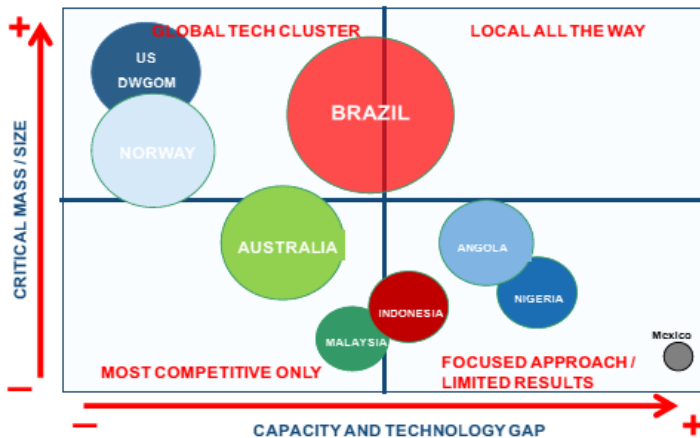 +
GLOBAL TECH CLUSTER
LOCAL ALL THE WAY
US
DWGOM
BRAZIL
NORWAY
CRITICAL MASS / SIZE
AUSTRALIA
ANGOLA
NIGERIA
INDONESIA
MALAYSIA
Mexico
MOST COMPETITIVE ONLY
FOCUSED APPROACH /
LIMITED RESULTS
–
–
+
CAPACITY AND TECHNOLOGY GAP